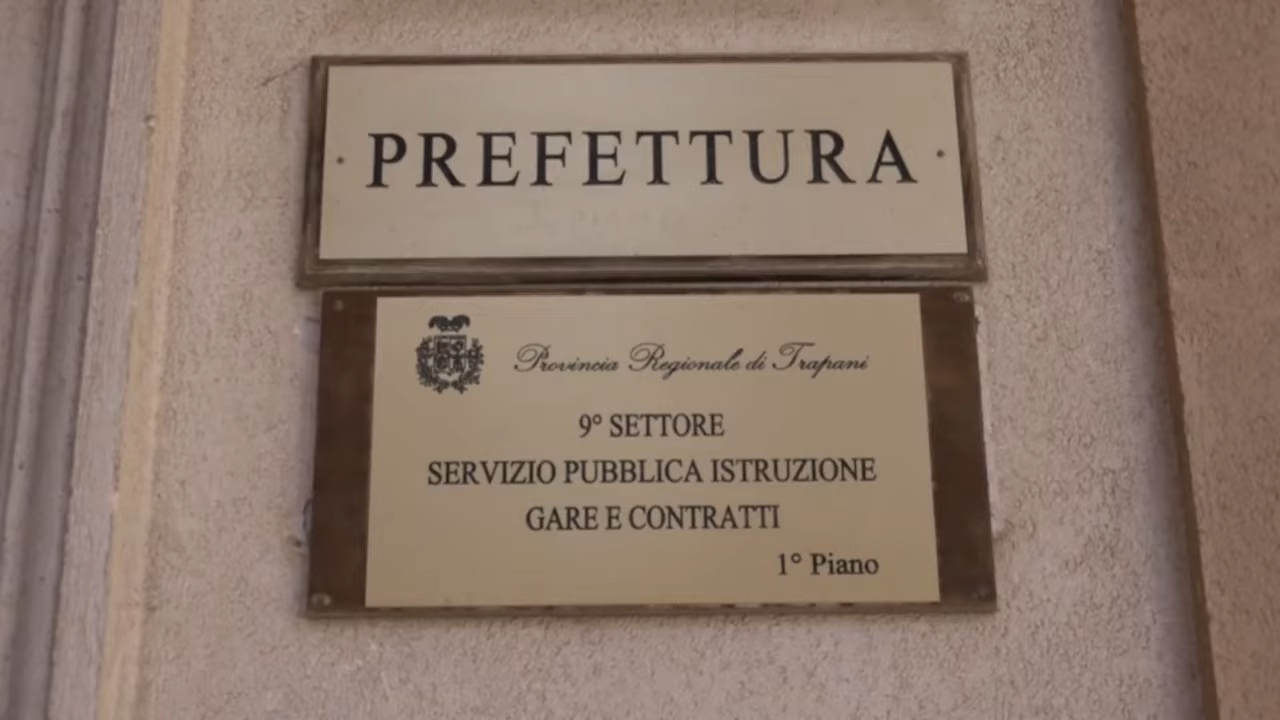 PREFETTURA
Provincia Regionale di Trapani
9° SETTORE
SERVIZIO PUBBLICA ISTRUZIONE
GARE E CONTRATTI
1° Piano